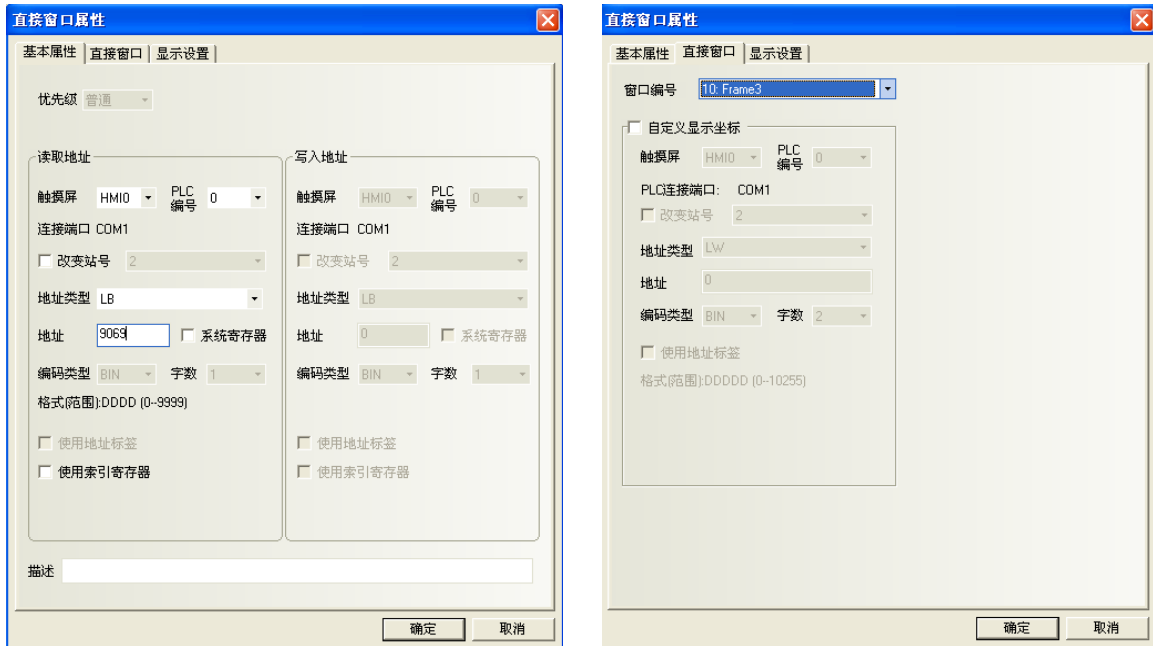 直接窗口属性
基本属性 直接窗口 显示设置
优先级 普通
读取地址
触摸屏 HMI0 PLC编号 0
连接端口 COM1
改变站号 2
地址类型 LB
地址 9069 系统寄存器
编码类型 BIN 字数 1
格式(范围):DDDD (0--9999)
使用地址标签
使用索引寄存器
写入地址
触摸屏 HMI0 PLC编号 0
连接端口 COM1
改变站号 2
地址类型 LB
地址 0 系统寄存器
编码类型 BIN 字数 1
使用地址标签
使用索引寄存器
描述
确定 取消
直接窗口属性
基本属性 直接窗口 显示设置
窗口编号 10: Frame3
自定义显示坐标
触摸屏 HMI0 PLC编号 0
PLC连接端口: COM1
改变站号 2
地址类型 LW
地址 0
编码类型 BIN 字数 2
使用地址标签
格式(范围):DDDDD (0--10255)
确定 取消